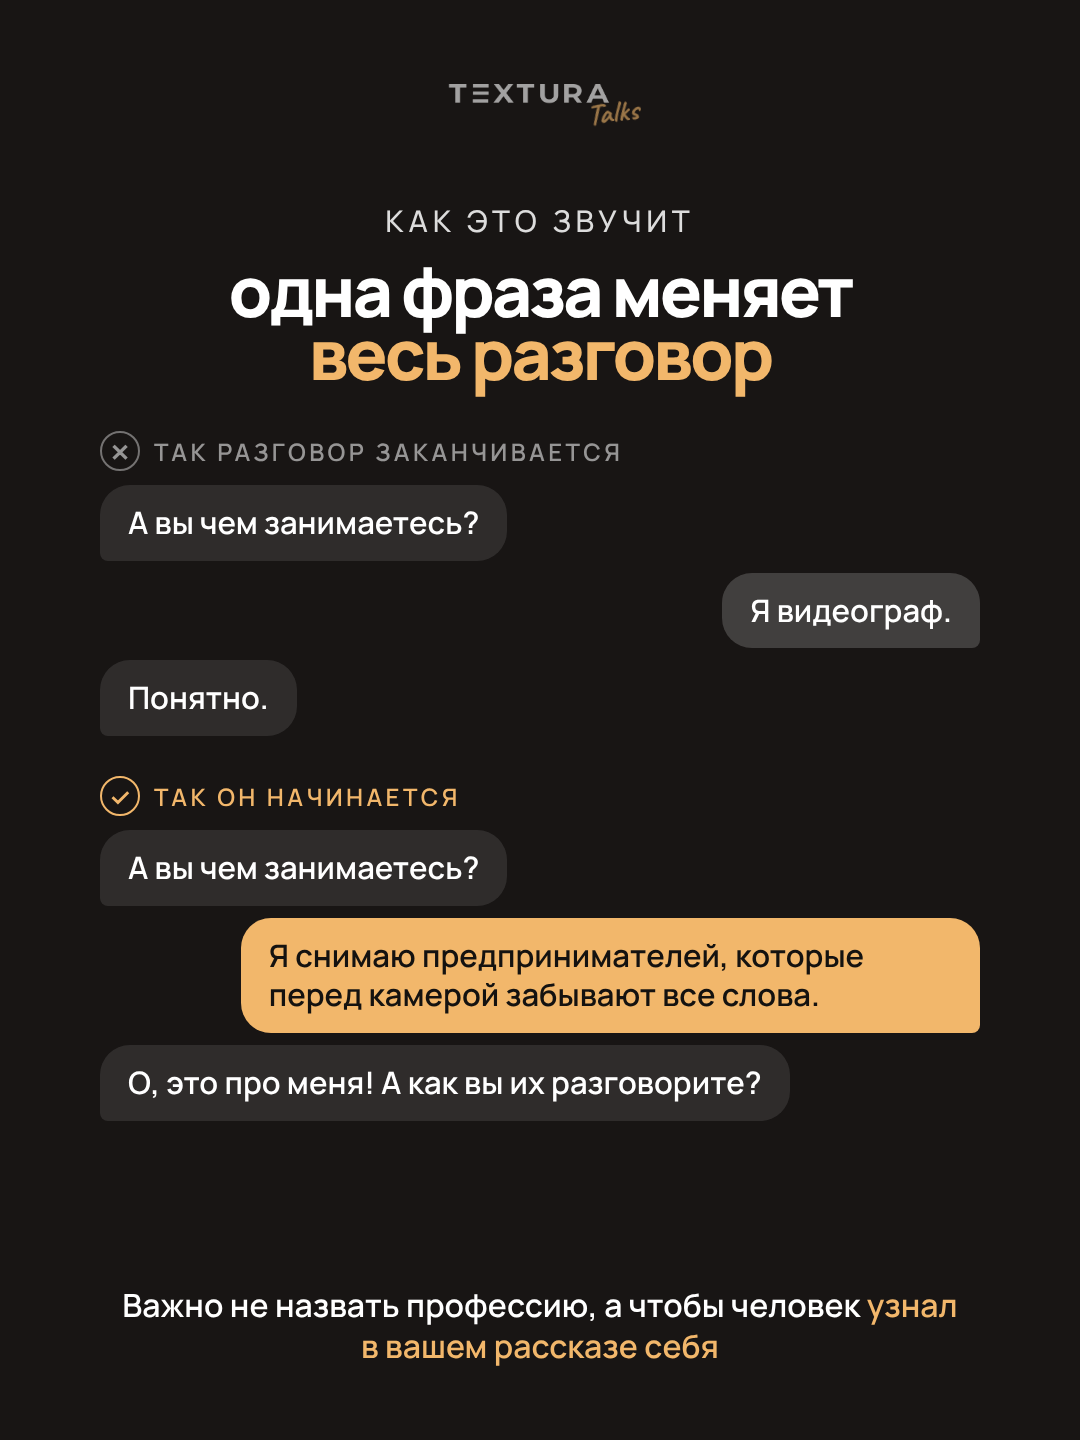 TEXTURA
Talks
КАК ЭТО ЗВУЧИТ
одна фраза меняет
весь разговор
ТАК РАЗГОВОР ЗАКАНЧИВАЕТСЯ
А вы чем занимаетесь?
Я видеограф.
Понятно.
ТАК ОН НАЧИНАЕТСЯ
А вы чем занимаетесь?
Я снимаю предпринимателей, которые
перед камерой забывают все слова.
О, это про меня! А как вы их разговорите?
Важно не назвать профессию, а чтобы человек узнал
в вашем рассказе себя